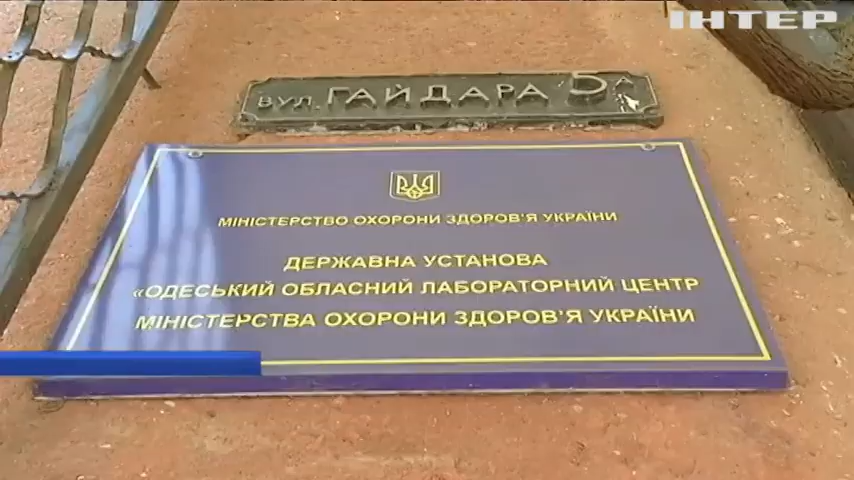 ІНТЕР
ВУЛ. ГАЙДАРА 5А
МІНІСТЕРСТВО ОХОРОНИ ЗДОРОВ'Я УКРАЇНИ
ДЕРЖАВНА УСТАНОВА
«ОДЕСЬКИЙ ОБЛАСНИЙ ЛАБОРАТОРНИЙ ЦЕНТР
МІНІСТЕРСТВА ОХОРОНИ ЗДОРОВ'Я УКРАЇНИ